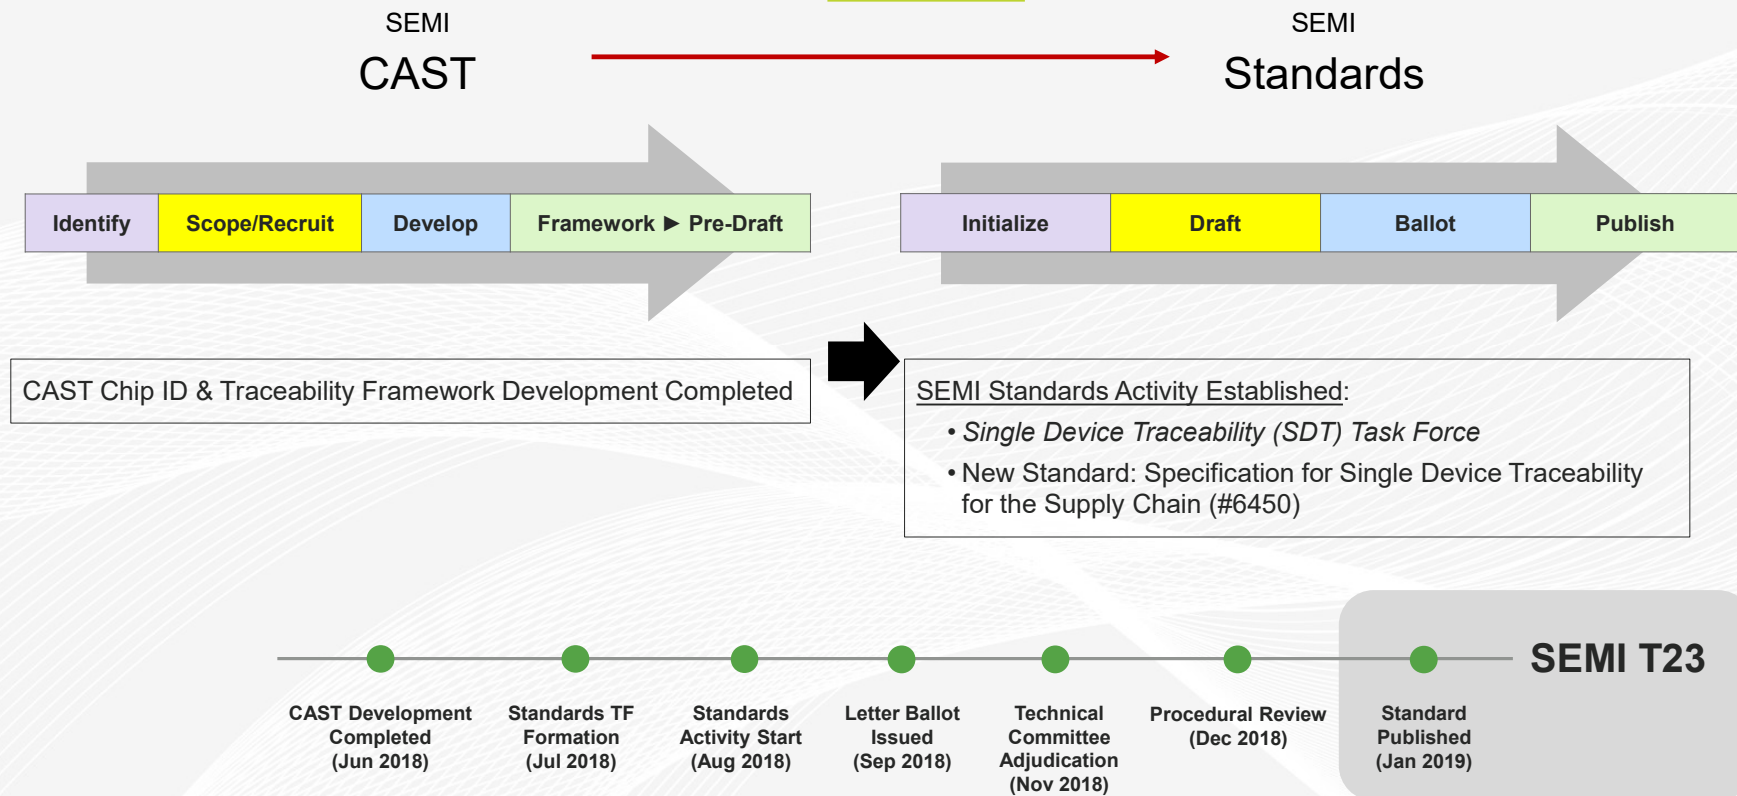 SEMI
CAST
SEMI
Standards
Identify
Scope/Recruit
Develop
Framework ► Pre-Draft
Initialize
Draft
Ballot
Publish
CAST Chip ID & Traceability Framework Development Completed
SEMI Standards Activity Established:
• Single Device Traceability (SDT) Task Force
• New Standard: Specification for Single Device Traceability
for the Supply Chain (#6450)
SEMI T23
CAST Development
Completed
(Jun 2018)
Standards TF
Formation
(Jul 2018)
Standards
Activity Start
(Aug 2018)
Letter Ballot
Issued
(Sep 2018)
Technical
Committee
Adjudication
(Nov 2018)
Procedural Review
(Dec 2018)
Standard
Published
(Jan 2019)